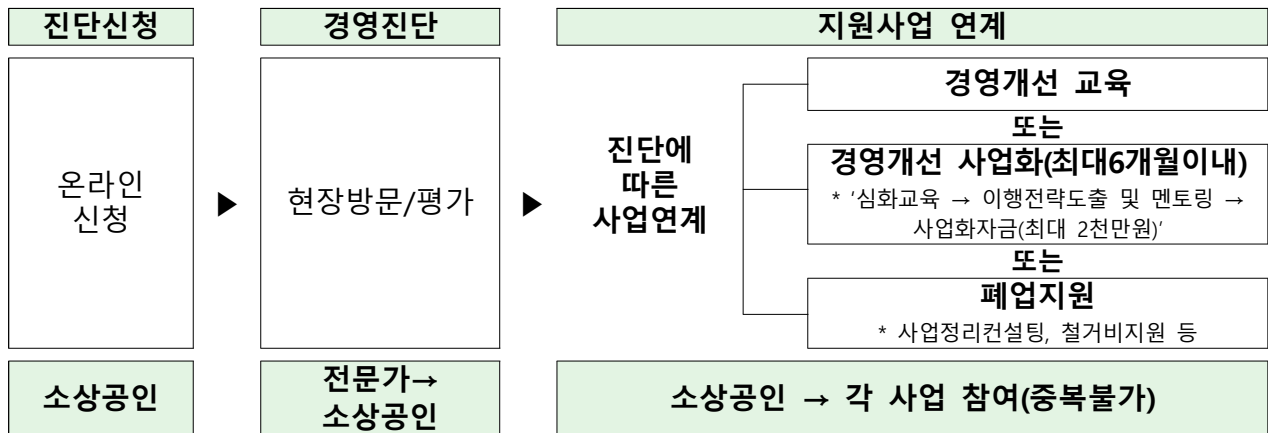 진단신청
경영진단
지원사업 연계
온라인
신청
▶
현장방문/평가
▶
진단에
따른
사업연계
경영개선 교육
또는
경영개선 사업화(최대6개월이내)
* '심화교육 → 이행전략도출 및 멘토링 →
사업화자금(최대 2천만원)'
또는
폐업지원
* 사업정리컨설팅, 철거비지원 등
소상공인
전문가→
소상공인
소상공인 → 각 사업 참여(중복불가)